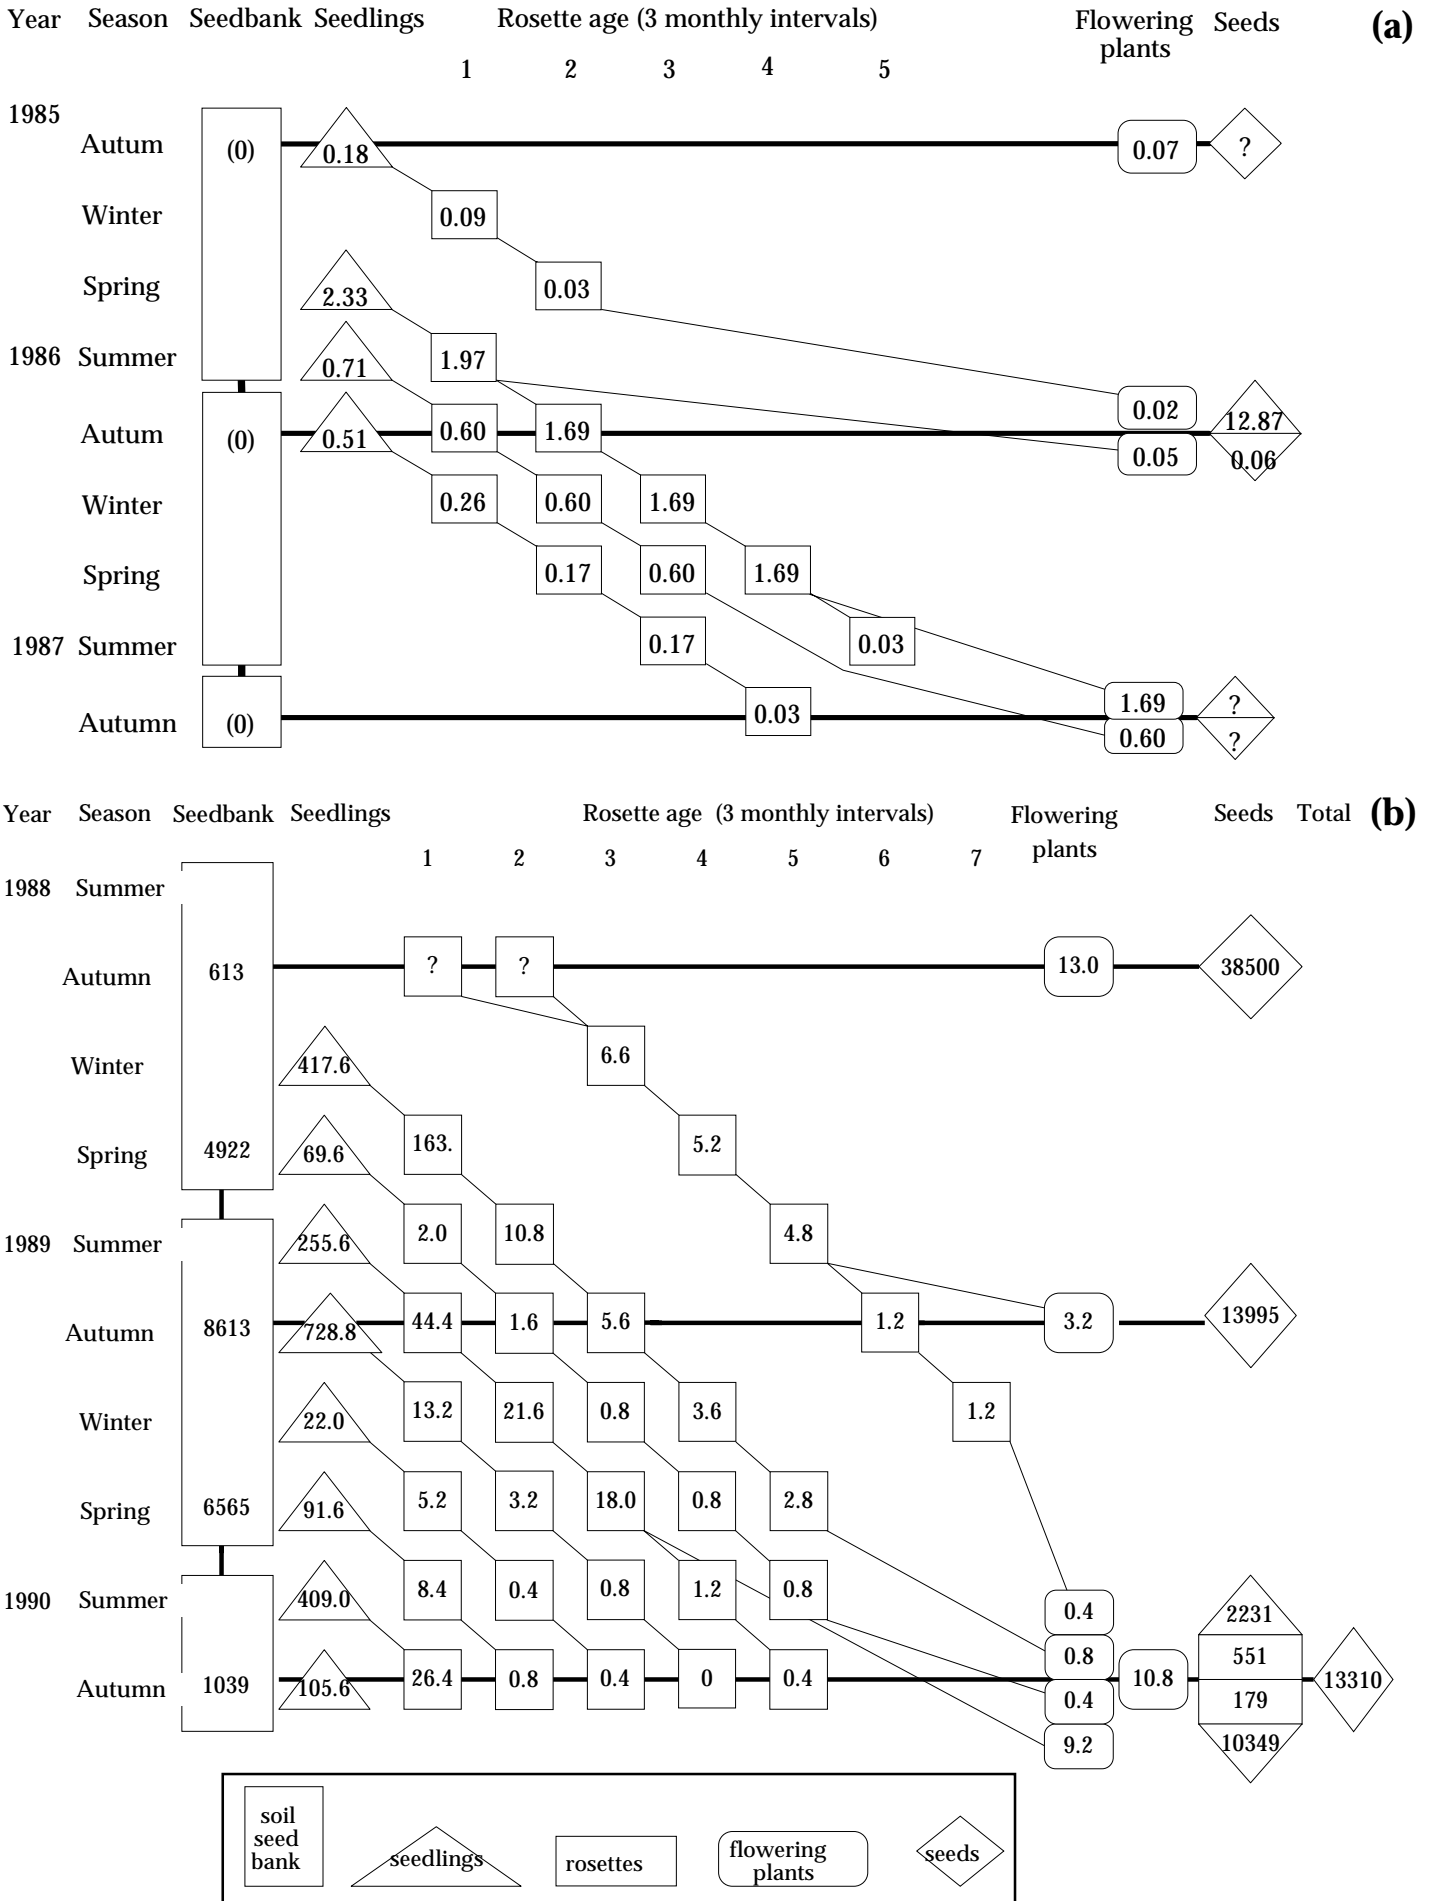 Year Season Seedbank Seedlings Rosette age (3 monthly intervals) Flowering plants Seeds (a)
1 2 3 4 5
1985
Autum (0) 0.18 0.07 ?
Winter 0.09
Spring 2.33 0.03
1986 Summer 0.71 1.97
0.02 12.87
Autum (0) 0.51 0.60 1.69
0.05 0.06
Winter 0.26 0.60 1.69
Spring 0.17 0.60 1.69
1987 Summer 0.17 0.03
1.69 ?
Autumn (0) 0.03
0.60 ?
Year Season Seedbank Seedlings Rosette age (3 monthly intervals) Flowering plants Seeds Total (b)
1 2 3 4 5 6 7
1988 Summer
Autumn 613 ? ? 13.0 38500
Winter 417.6 6.6
Spring 4922 69.6 163. 5.2
1989 Summer 255.6 2.0 10.8 4.8
Autumn 8613 728.8 44.4 1.6 5.6 1.2 3.2 13995
Winter 22.0 13.2 21.6 0.8 3.6 1.2
Spring 6565 91.6 5.2 3.2 18.0 0.8 2.8
1990 Summer 409.0 8.4 0.4 0.8 1.2 0.8 0.4 2231
0.8 551
Autumn 1039 105.6 26.4 0.8 0.4 0 0.4 10.8 13310
0.4 179
9.2 10349
soil
seed
bank
seedlings
rosettes
flowering
plants
seeds